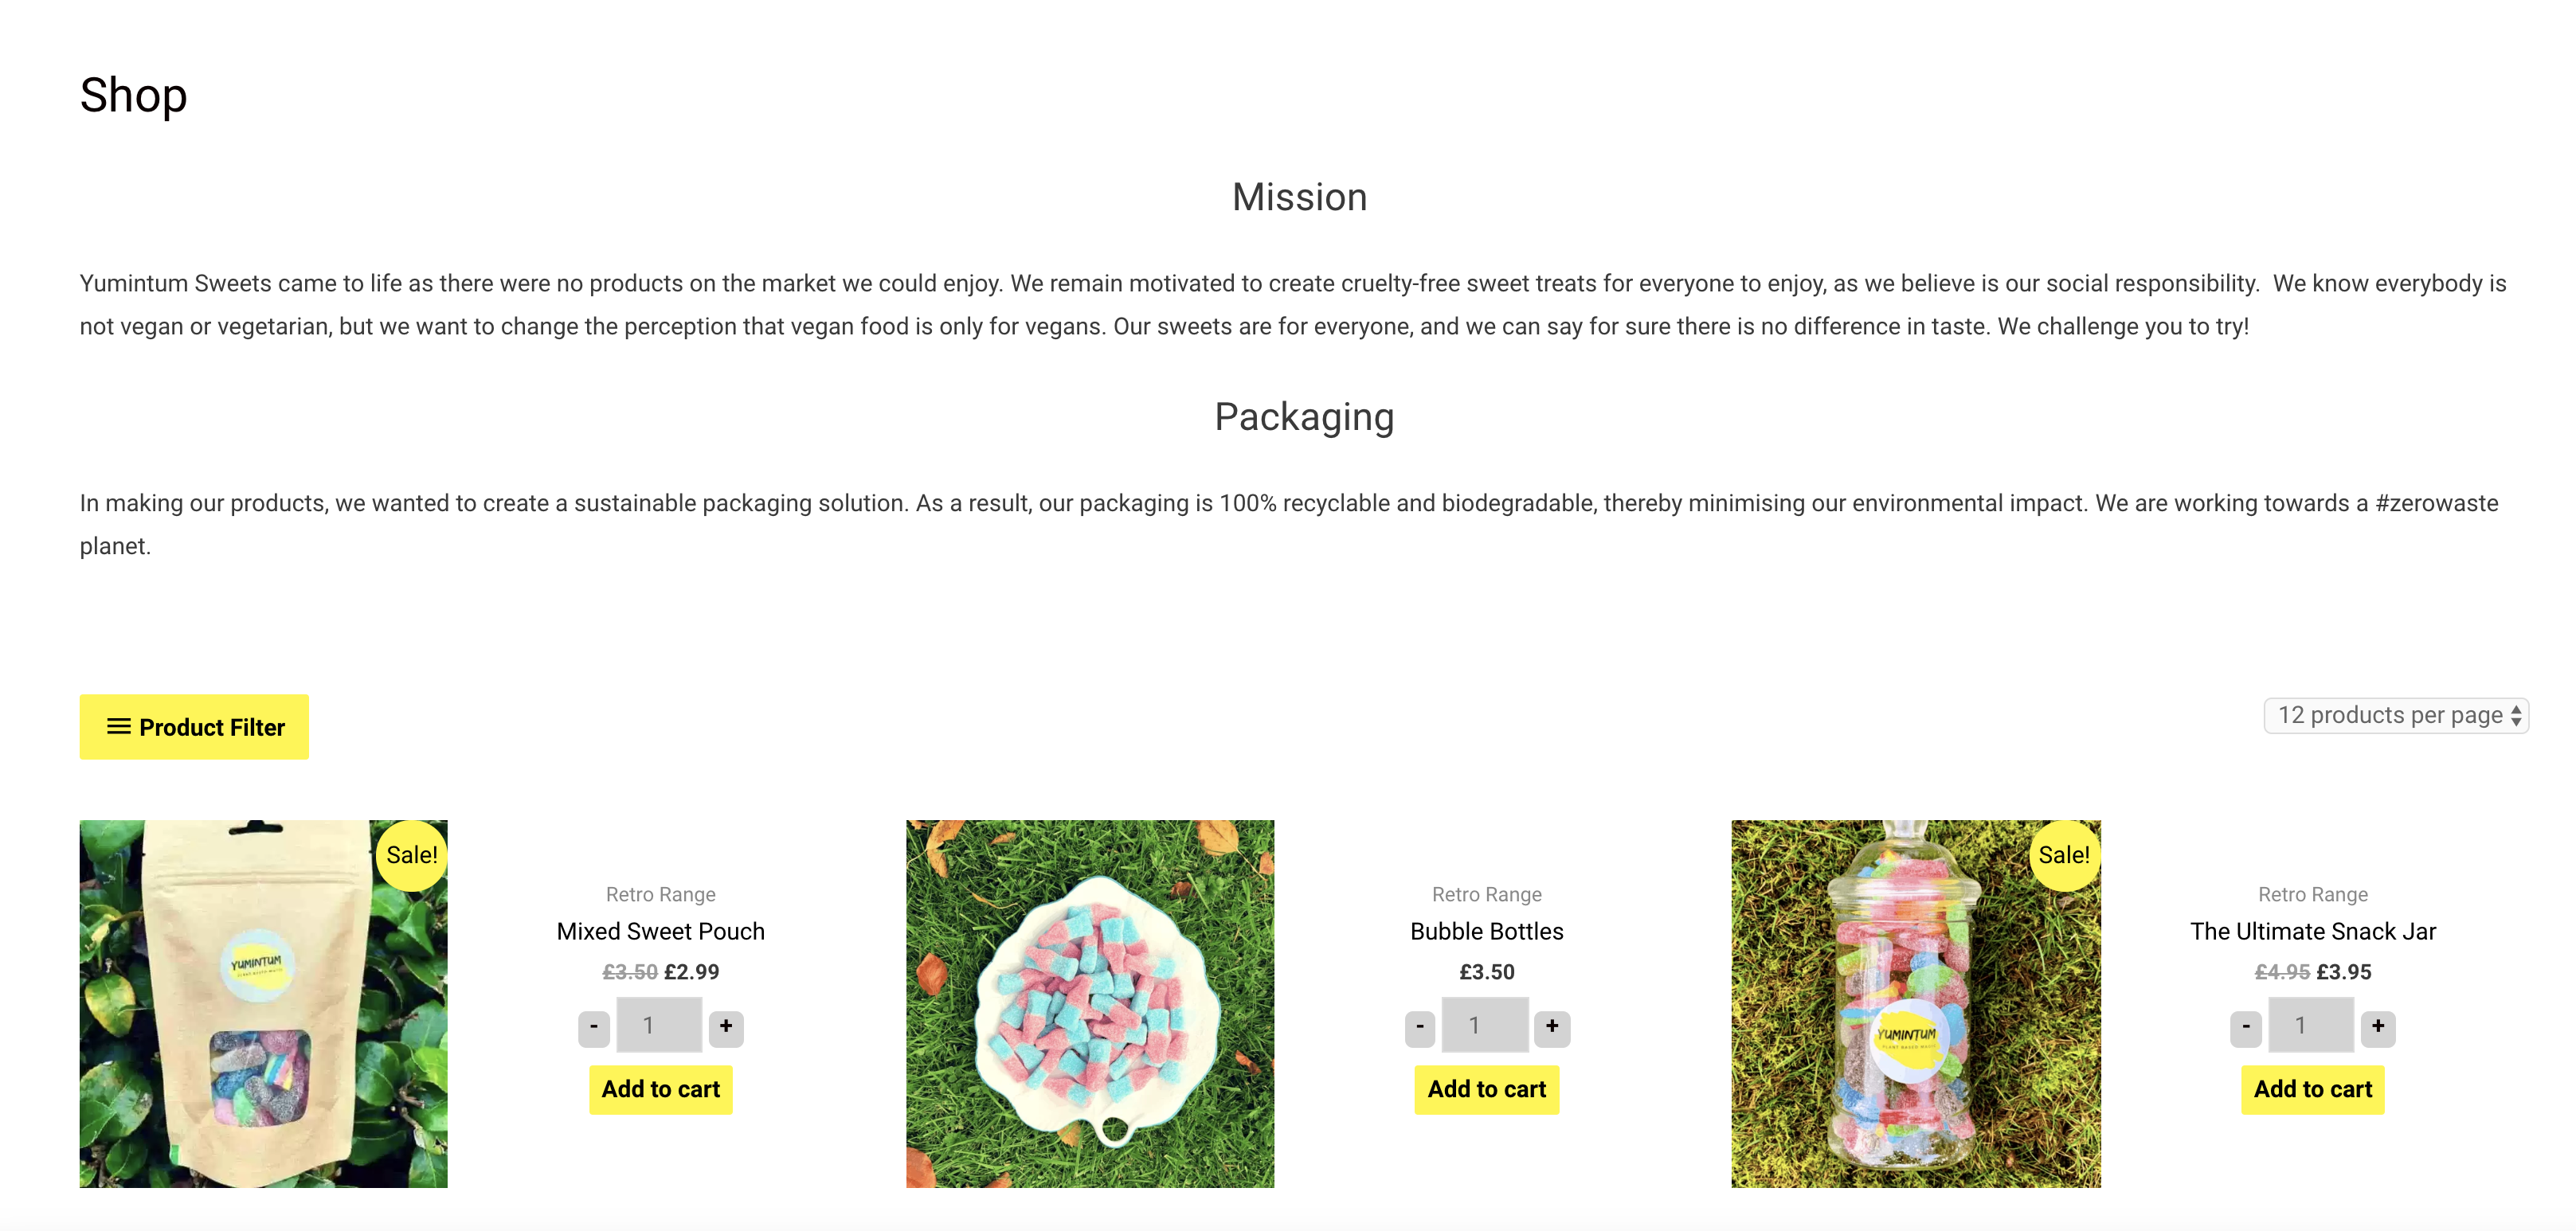 Shop
Mission
Yumintum Sweets came to life as there were no products on the market we could enjoy. We remain motivated to create cruelty-free sweet treats for everyone to enjoy, as we believe is our social responsibility.  We know everybody is
not vegan or vegetarian, but we want to change the perception that vegan food is only for vegans. Our sweets are for everyone, and we can say for sure there is no difference in taste. We challenge you to try!
Packaging
In making our products, we wanted to create a sustainable packaging solution. As a result, our packaging is 100% recyclable and biodegradable, thereby minimising our environmental impact. We are working towards a #zerowaste
planet.
Product Filter
12 products per page
Sale!
YUMINTUM
Retro Range
Mixed Sweet Pouch
£3.50 £2.99
- 1 +
Add to cart
Retro Range
Bubble Bottles
£3.50
- 1 +
Add to cart
Sale!
YUMINTUM
Retro Range
The Ultimate Snack Jar
£4.95 £3.95
- 1 +
Add to cart